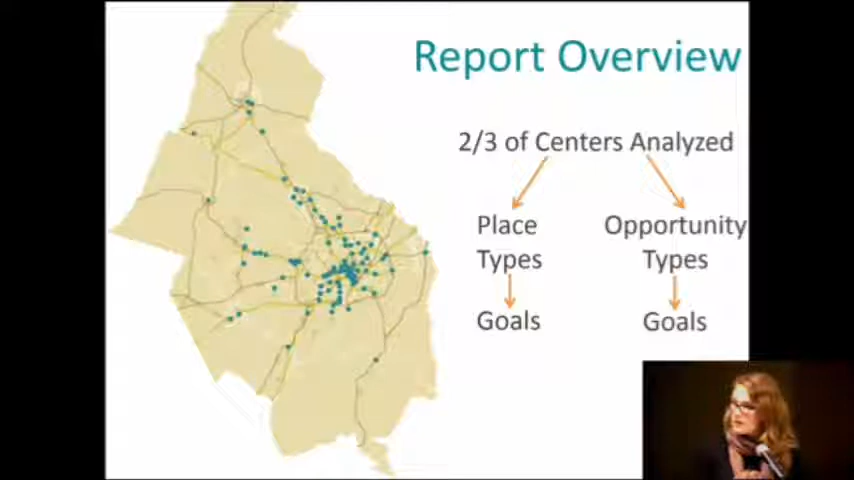 Report Overview
2/3 of Centers Analyzed
Place Opportunity
Types Types
Goals Goals